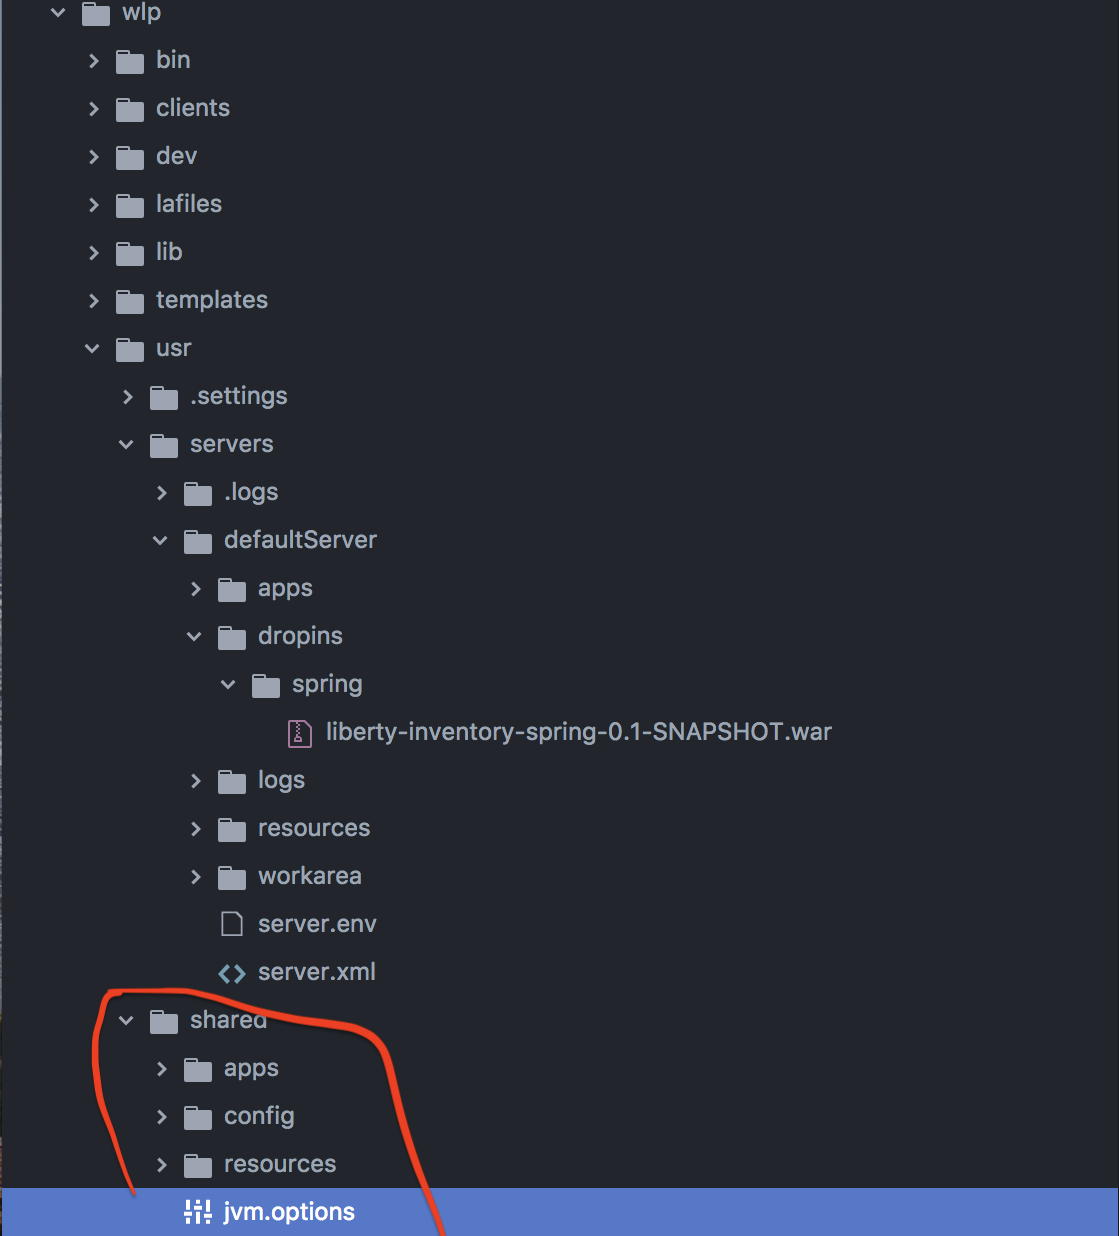 wlp
bin
clients
dev
lafiles
lib
templates
usr
.settings
servers
.logs
defaultServer
apps
dropins
spring
liberty-inventory-spring-0.1-SNAPSHOT.war
logs
resources
workarea
server.env
server.xml
shared
apps
config
resources
jvm.options